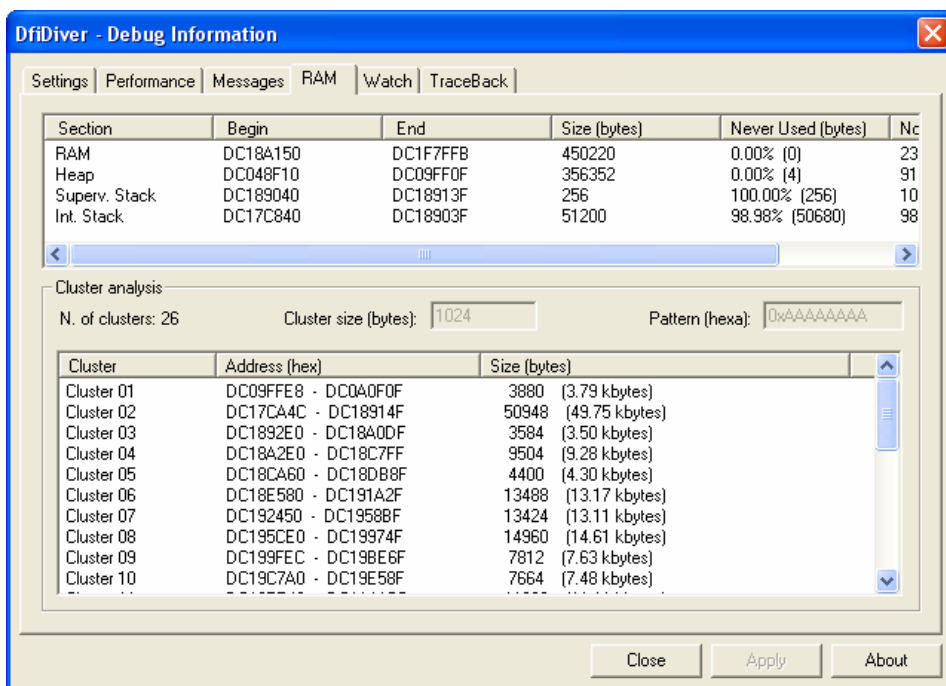 DfiDiver - Debug Information
Settings Performance Messages RAM Watch TraceBack
Section Begin End Size (bytes) Never Used (bytes) Nc
RAM DC18A150 DC1F7FFB 450220 0.00% (0) 23
Heap DC048F10 DC09FF0F 356352 0.00% (4) 91
Superv. Stack DC189040 DC18913F 256 100.00% (256) 10
Int. Stack DC17C840 DC18903F 51200 98.98% (50680) 98
Cluster analysis
N. of clusters: 26 Cluster size (bytes): 1024 Pattern (hexa): 0xAAAAAAAA
Cluster Address (hex) Size (bytes)
Cluster 01 DC09FFE8 - DC0A0F0F 3880 (3.79 kbytes)
Cluster 02 DC17CA4C - DC18914F 50948 (49.75 kbytes)
Cluster 03 DC1892E0 - DC18A0DF 3584 (3.50 kbytes)
Cluster 04 DC18A2E0 - DC18C7FF 9504 (9.28 kbytes)
Cluster 05 DC18CA60 - DC18DB8F 4400 (4.30 kbytes)
Cluster 06 DC18E580 - DC191A2F 13488 (13.17 kbytes)
Cluster 07 DC192450 - DC1958BF 13424 (13.11 kbytes)
Cluster 08 DC195CE0 - DC19974F 14960 (14.61 kbytes)
Cluster 09 DC199FEC - DC19BE6F 7812 (7.63 kbytes)
Cluster 10 DC19C7A0 - DC19E58F 7664 (7.48 kbytes)
Close Apply About